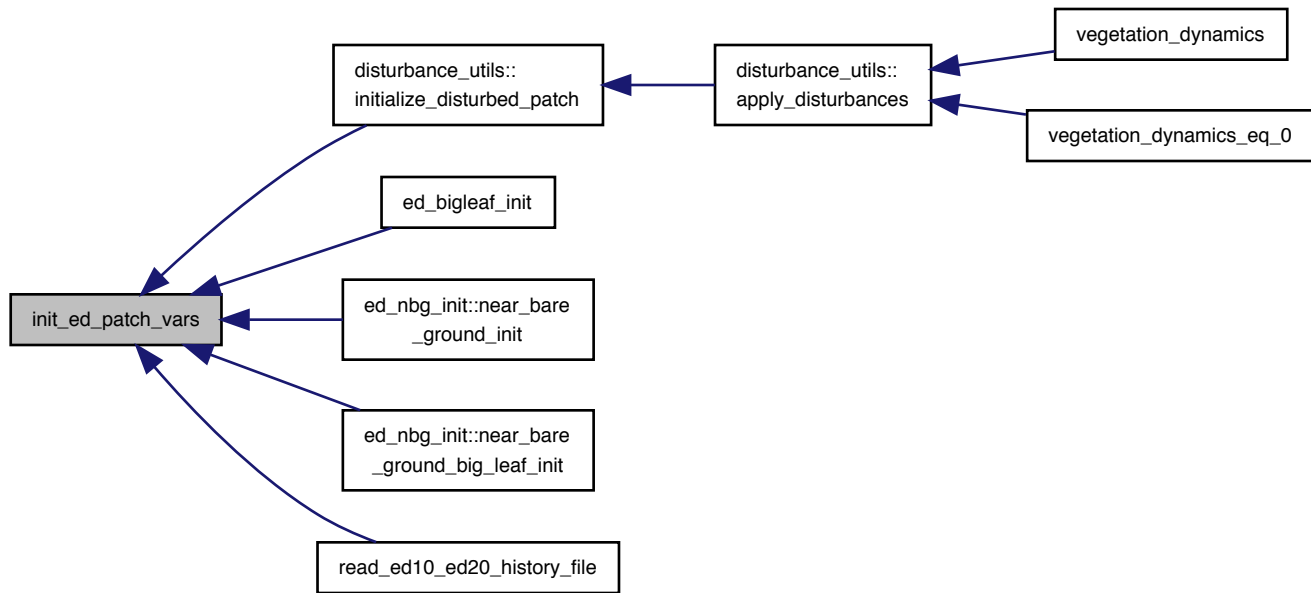 vegetation_dynamics
disturbance_utils::
initialize_disturbed_patch
disturbance_utils::
apply_disturbances
vegetation_dynamics_eq_0
ed_bigleaf_init
init_ed_patch_vars
ed_nbg_init::near_bare
_ground_init
ed_nbg_init::near_bare
_ground_big_leaf_init
read_ed10_ed20_history_file